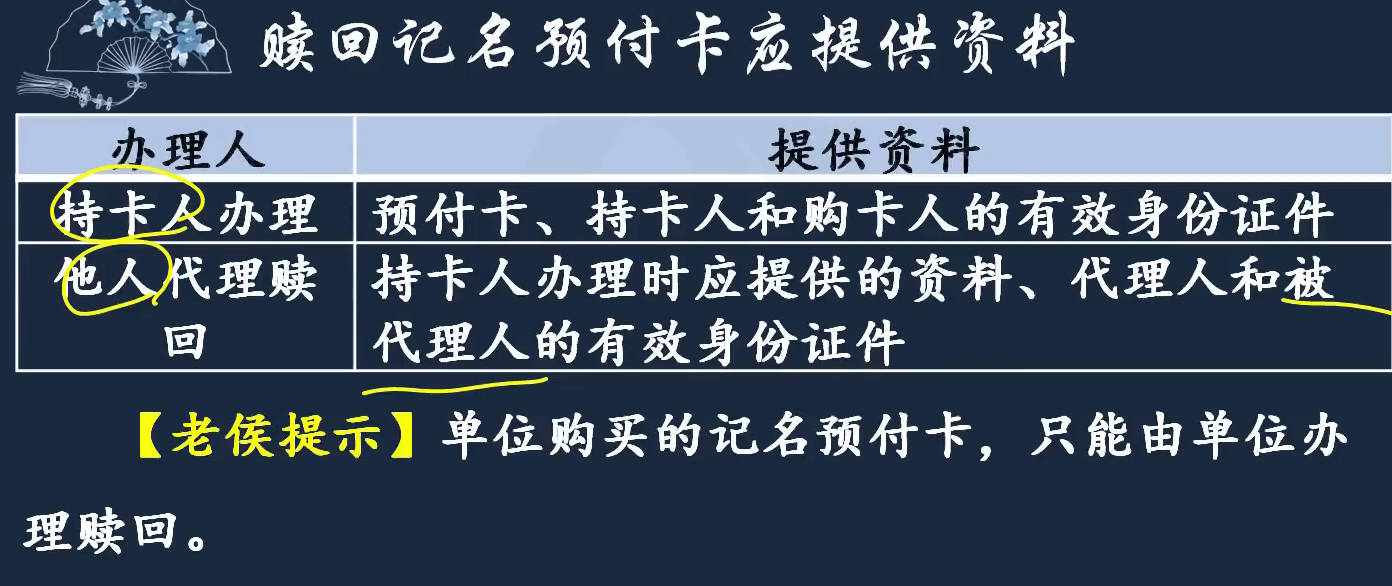 赎回记名预付卡应提供资料
办理人 提供资料
持卡人办理 预付卡、持卡人和购卡人的有效身份证件
他人代理赎 持卡人办理时应提供的资料、代理人和被
回 代理人的有效身份证件
【老侯提示】单位购买的记名预付卡，只能由单位办
理赎回。